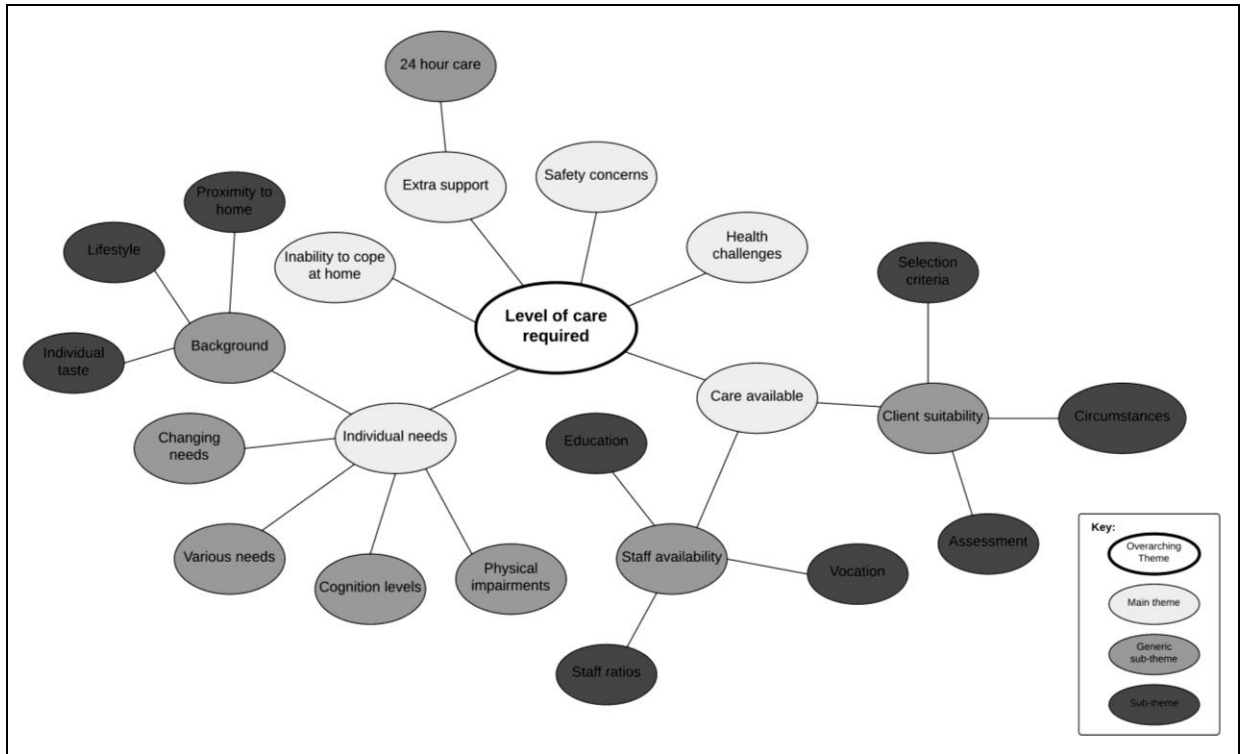 24 hour care
Extra support
Safety concerns
Proximity to
home
Lifestyle
Inability to cope
at home
Health
challenges
Selection
criteria
Level of care
required
Individual
taste
Background
Care available
Client suitability
Circumstances
Changing
needs
Individual needs
Education
Various needs
Cognition levels
Physical
impairments
Staff availability
Vocation
Assessment
Staff ratios
Key:
Overarching
Theme
Main theme
Generic
sub-theme
Sub-theme